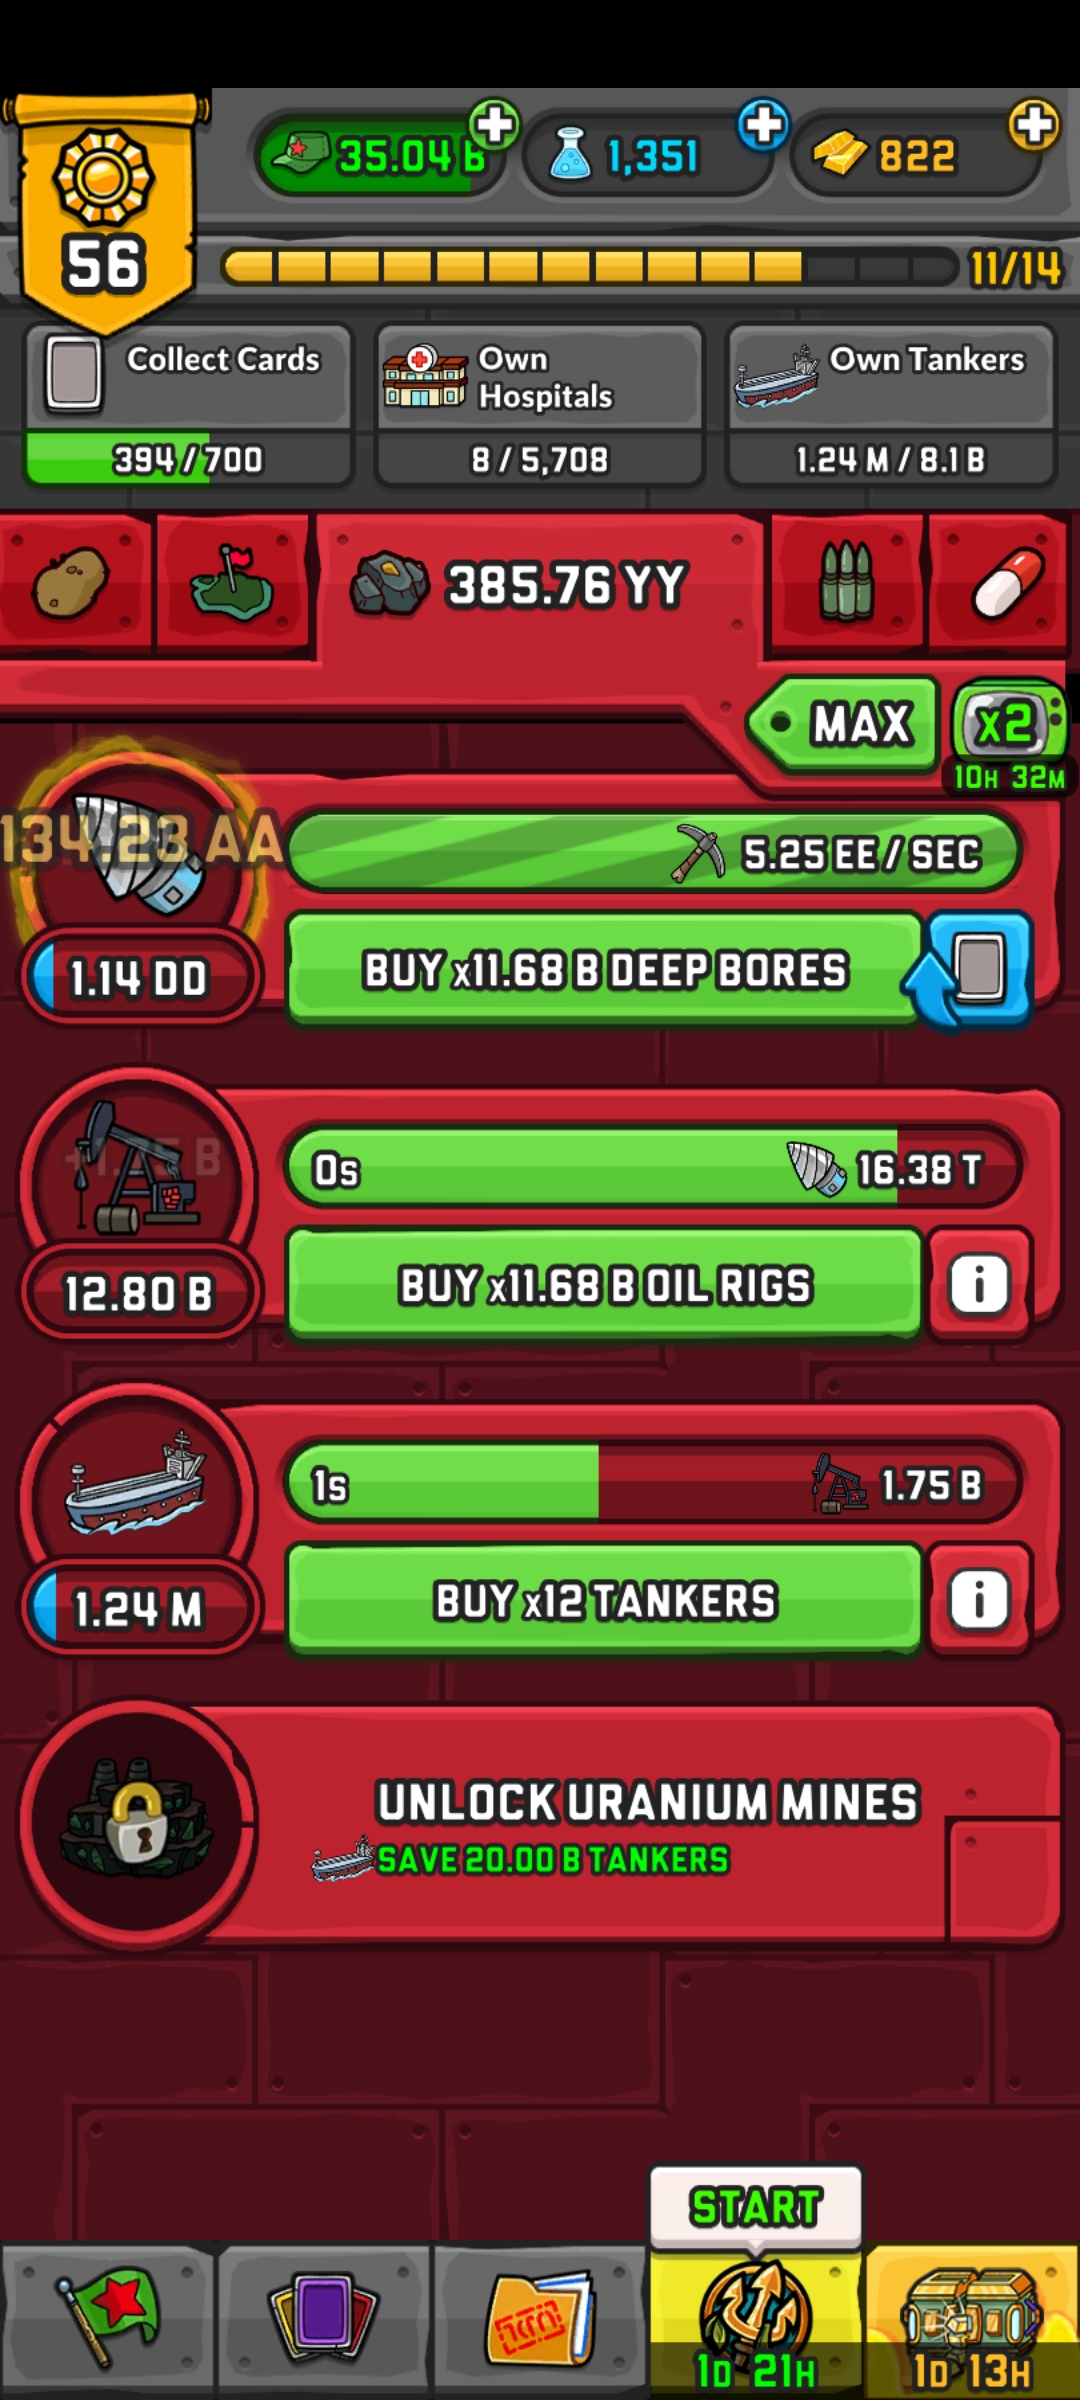 56
35.04 B
1,351
822
11/14
Collect Cards
394 / 700
Own
Hospitals
8 / 5,708
Own Tankers
1.24 M / 8.1 B
385.76 YY
MAX
x2
10H 32M
134.23 AA
5.25 EE / SEC
1.14 DD
BUY x11.68 B DEEP BORES
+1.75 B
0s
16.38 T
12.80 B
BUY x11.68 B OIL RIGS
i
1s
1.75 B
1.24 M
BUY x12 TANKERS
i
UNLOCK URANIUM MINES
SAVE 20.00 B TANKERS
START
1D 21H
1D 13H